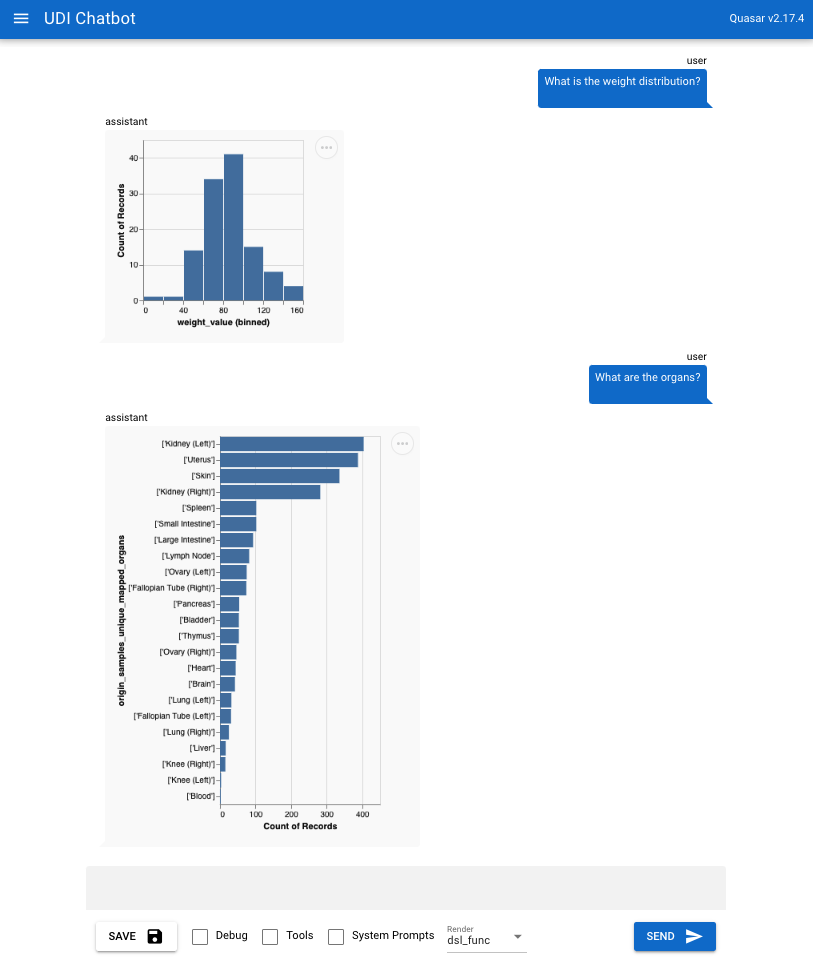 UDI Chatbot
Quasar v2.17.4
user
What is the weight distribution?
assistant
40
30
20
10
0
Count of Records
0 40 80 120 160
weight_value (binned)
user
What are the organs?
assistant
origin_samples_unique_mapped_organs
['Kidney (Left)']
['Uterus']
['Skin']
['Kidney (Right)']
['Spleen']
['Small Intestine']
['Large Intestine']
['Lymph Node']
['Ovary (Left)']
['Fallopian Tube (Right)']
['Pancreas']
['Bladder']
['Thymus']
['Ovary (Right)']
['Heart']
['Brain']
['Lung (Left)']
['Fallopian Tube (Left)']
['Lung (Right)']
['Liver']
['Knee (Right)']
['Knee (Left)']
['Blood']
0 100 200 300 400
Count of Records
SAVE
Debug
Tools
System Prompts
Render
dsl_func
SEND